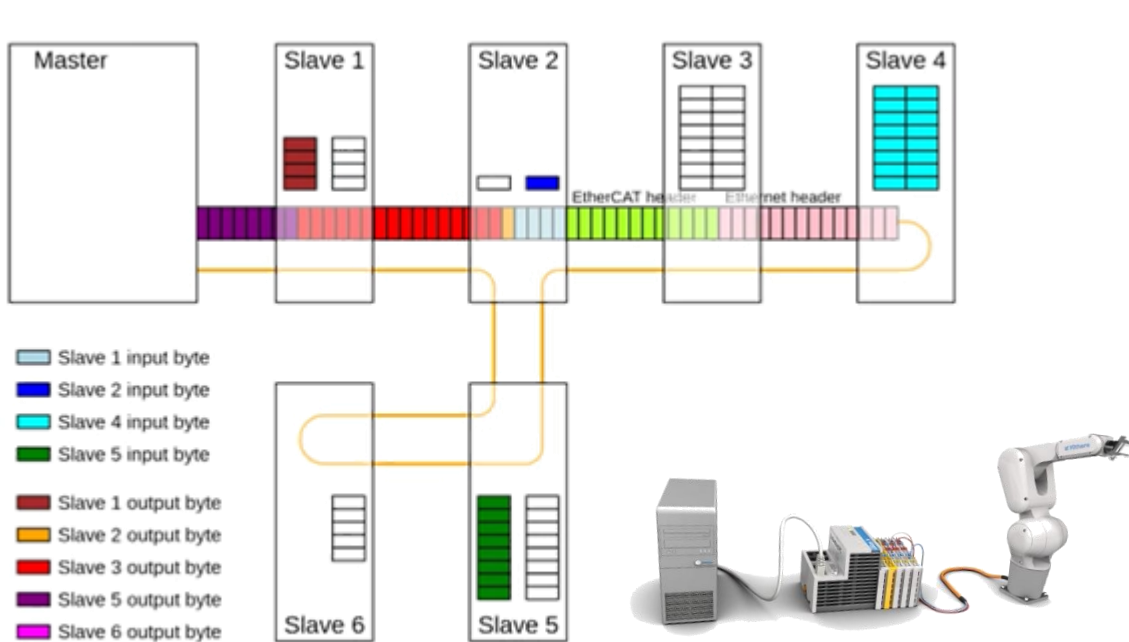 Master
Slave 1
Slave 2
Slave 3
Slave 4
EtherCAT header
Ethernet header
Slave 1 input byte
Slave 2 input byte
Slave 4 input byte
Slave 5 input byte
Slave 1 output byte
Slave 2 output byte
Slave 3 output byte
Slave 5 output byte
Slave 6 output byte
Slave 6
Slave 5